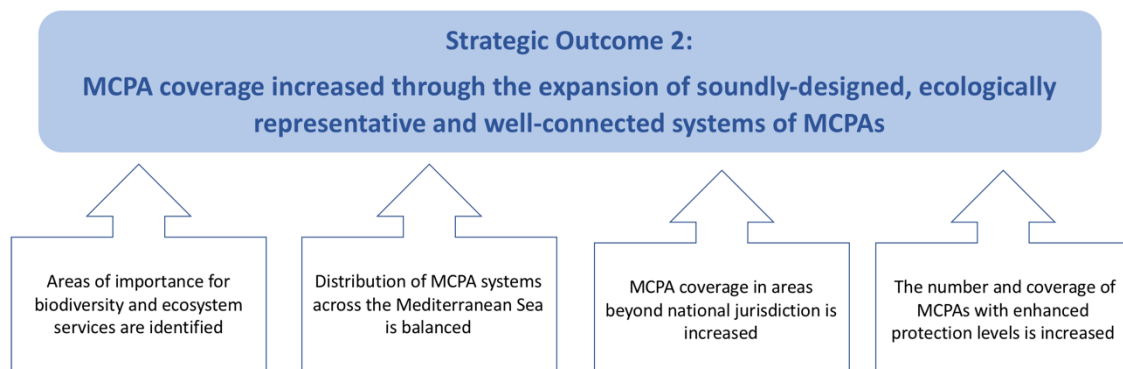 Strategic Outcome 2:
MCPA coverage increased through the expansion of soundly-designed, ecologically
representative and well-connected systems of MCPAs
Areas of importance for
biodiversity and ecosystem
services are identified
Distribution of MCPA systems
across the Mediterranean Sea
is balanced
MCPA coverage in areas
beyond national jurisdiction is
increased
The number and coverage of
MCPAs with enhanced
protection levels is increased